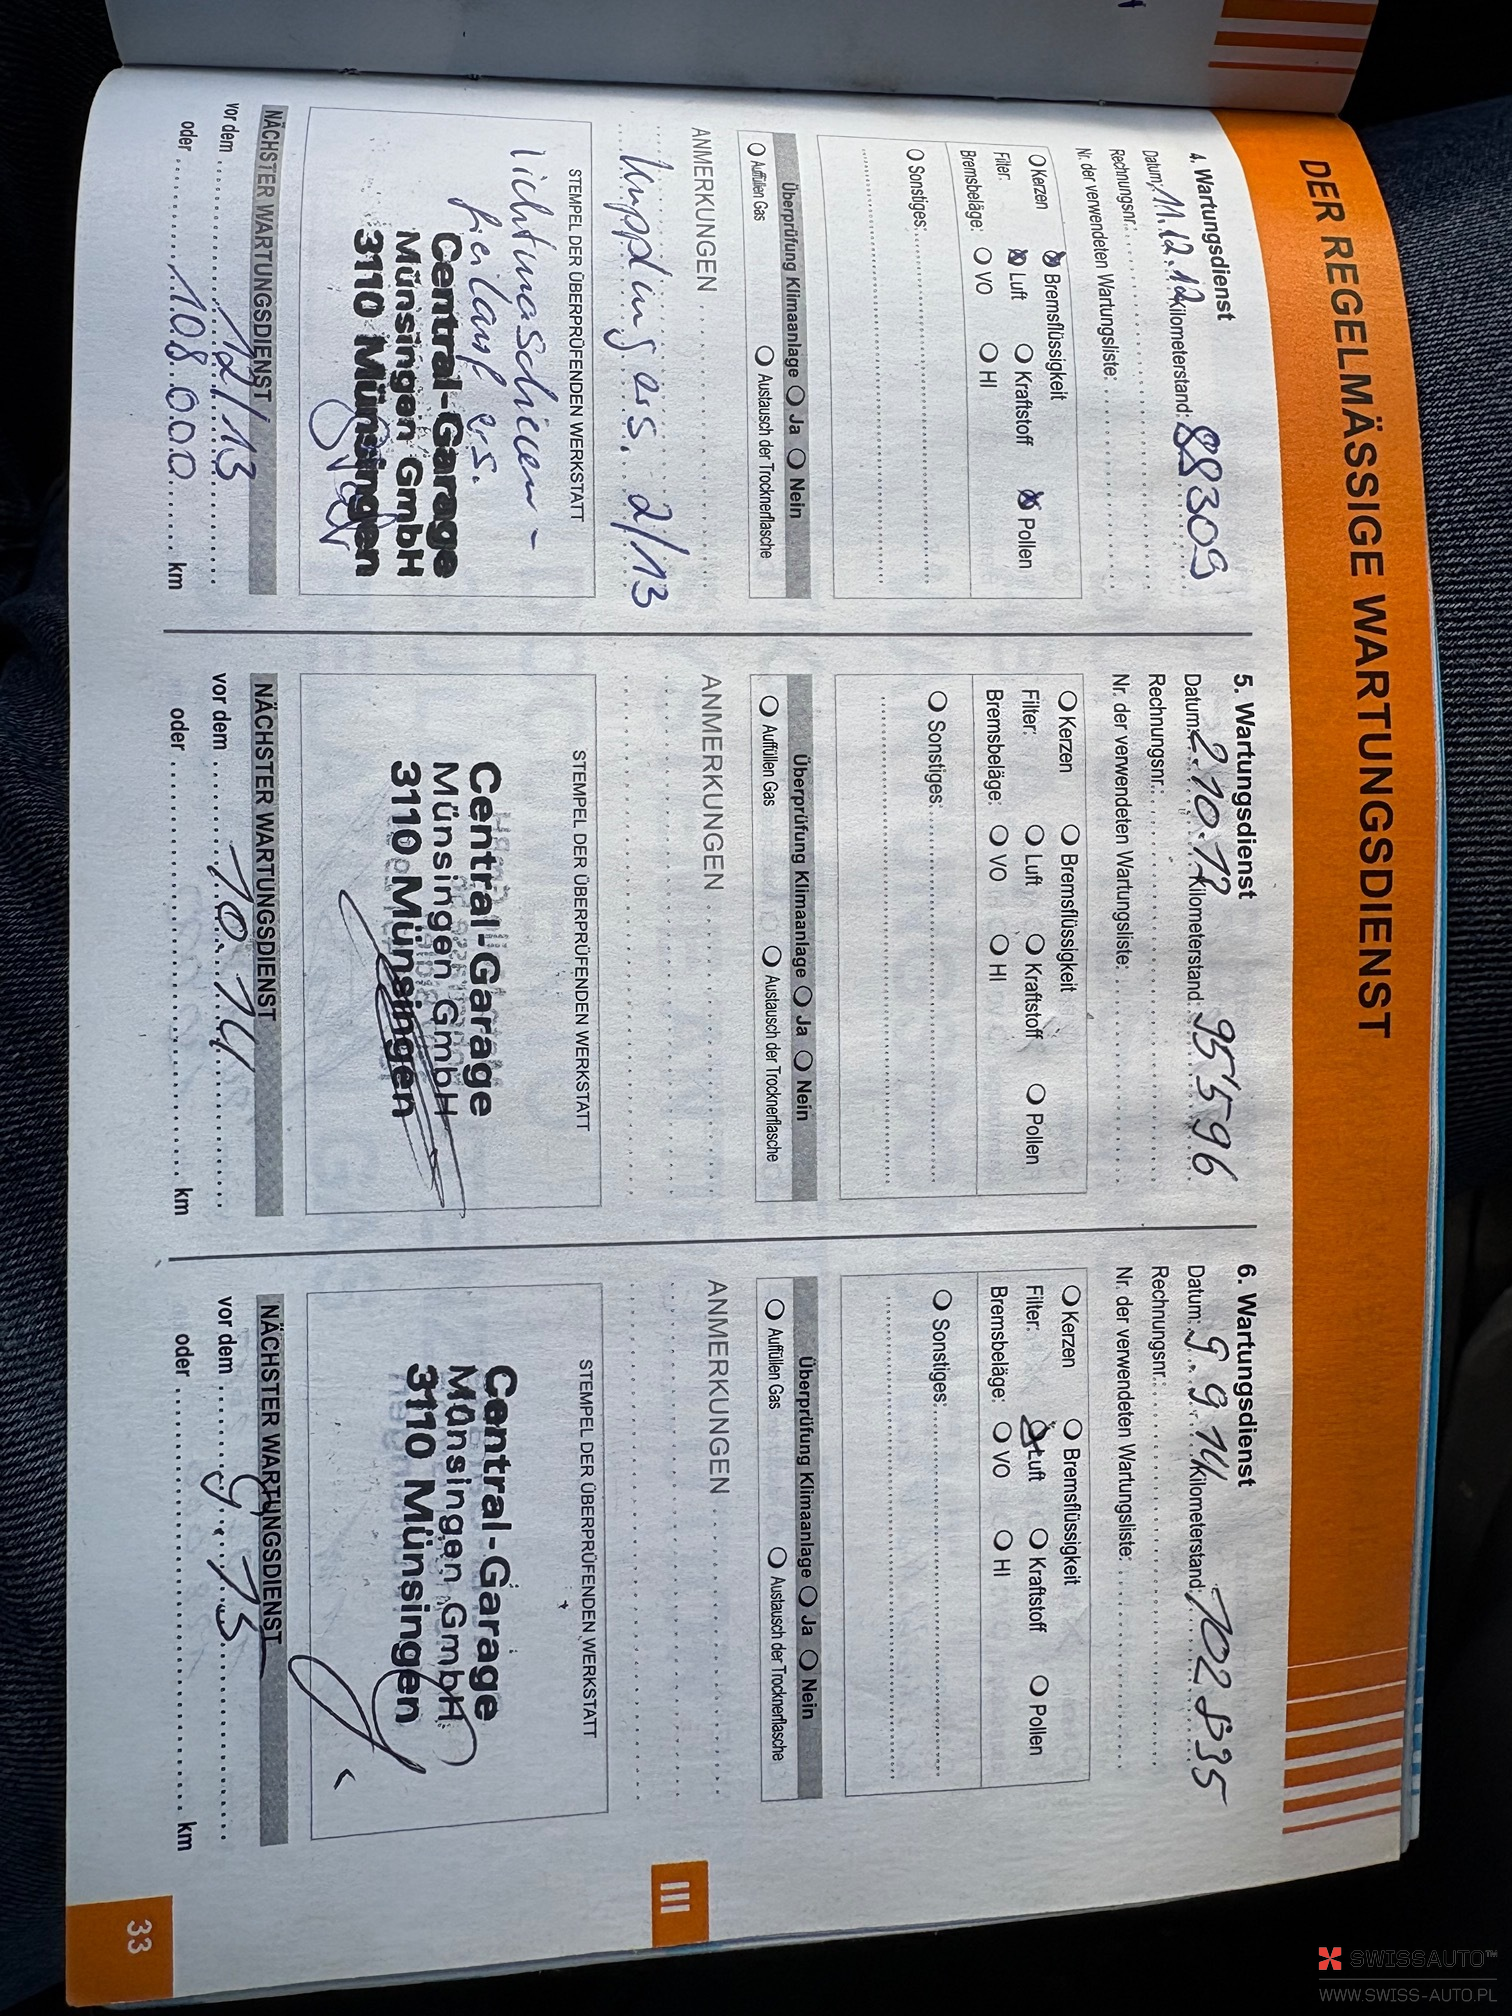 DER REGELMÄSSIGE WARTUNGSDIENST
4. Wartungsdienst
Datum: 11.12.12 Kilometerstand: 88309
Rechnungsnr.
Nr. der verwendeten Wartungsliste:
Kerzen Bremsflüssigkeit
Filter: Luft Kraftstoff Pollen
Bremsbeläge: VO HI
Sonstiges:
Überprüfung Klimaanlage Ja Nein
Auffüllen Gas Austausch der Trocknerflasche
ANMERKUNGEN
Kupplung ers. 2/13
STEMPEL DER ÜBERPRÜFENDEN WERKSTATT
Central-Garage
Münsingen GmbH
3110 Münsingen
NÄCHSTER WARTUNGSDIENST
vor dem 12/13
oder 108.000 km
5. Wartungsdienst
Datum: 2.10.13 Kilometerstand: 95'596
Rechnungsnr.
Nr. der verwendeten Wartungsliste:
Kerzen Bremsflüssigkeit
Filter: Luft Kraftstoff Pollen
Bremsbeläge: VO HI
Sonstiges:
Überprüfung Klimaanlage Ja Nein
Auffüllen Gas Austausch der Trocknerflasche
ANMERKUNGEN
STEMPEL DER ÜBERPRÜFENDEN WERKSTATT
Central-Garage
Münsingen GmbH
3110 Münsingen
NÄCHSTER WARTUNGSDIENST
vor dem 10.14
oder km
6. Wartungsdienst
Datum: 9.9.14 Kilometerstand: 102835
Rechnungsnr.
Nr. der verwendeten Wartungsliste:
Kerzen Bremsflüssigkeit
Filter: Luft Kraftstoff Pollen
Bremsbeläge: VO HI
Sonstiges:
Überprüfung Klimaanlage Ja Nein
Auffüllen Gas Austausch der Trocknerflasche
ANMERKUNGEN
STEMPEL DER ÜBERPRÜFENDEN WERKSTATT
Central-Garage
Münsingen GmbH
3110 Münsingen
NÄCHSTER WARTUNGSDIENST
vor dem 9.15
oder km
III
33
SWISSAUTO™
WWW.SWISS-AUTO.PL